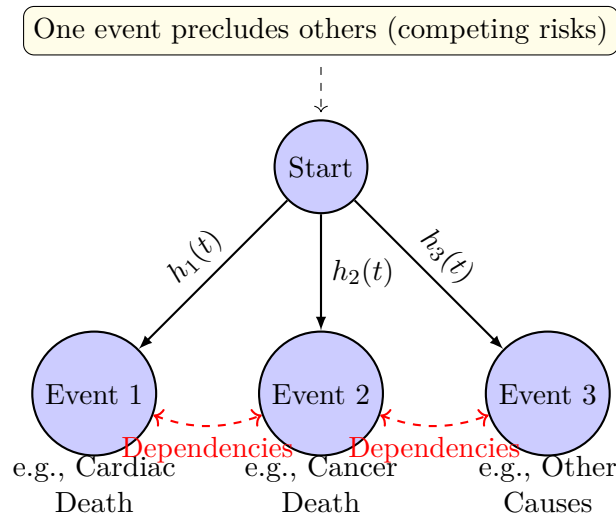 One event precludes others (competing risks)
Start
h₁(t)
h₂(t)
h₃(t)
Event 1
Event 2
Event 3
Dependencies
Dependencies
e.g., Cardiac
Death
e.g., Cancer
Death
e.g., Other
Causes